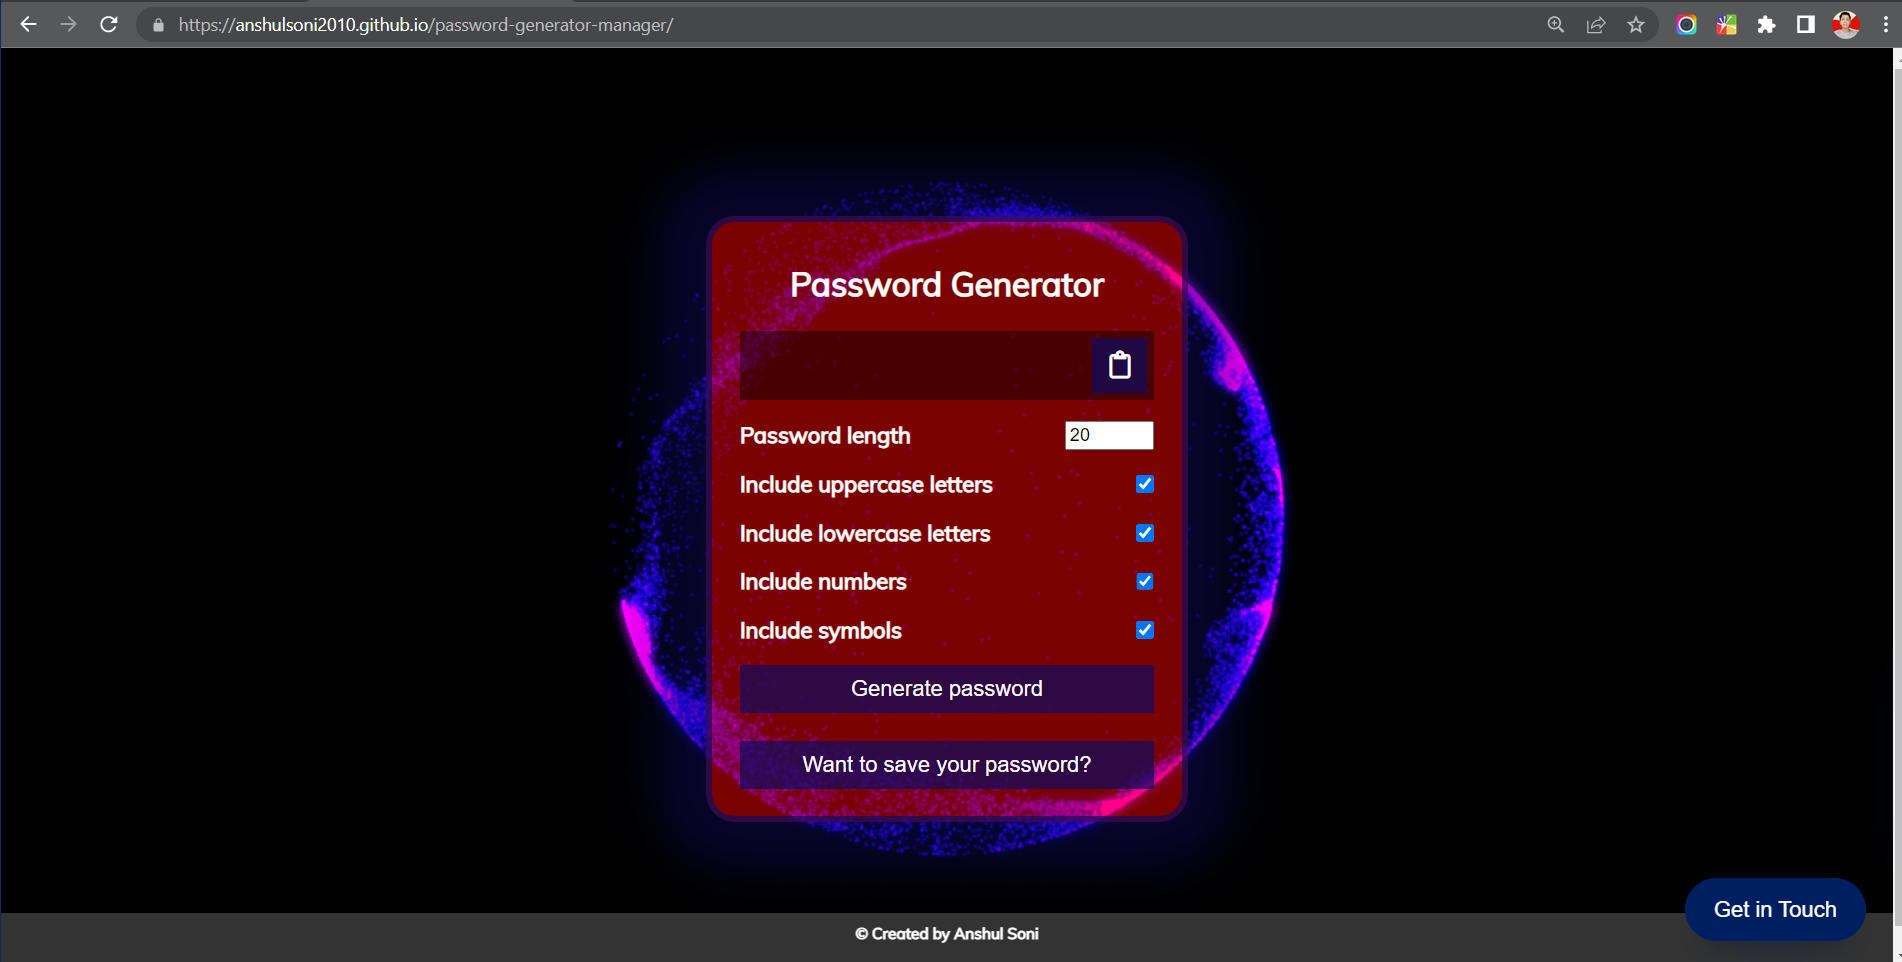 https://anshulsoni2010.github.io/password-generator-manager/
Password Generator
Password length
20
Include uppercase letters
Include lowercase letters
Include numbers
Include symbols
Generate password
Want to save your password?
Get in Touch
© Created by Anshul Soni